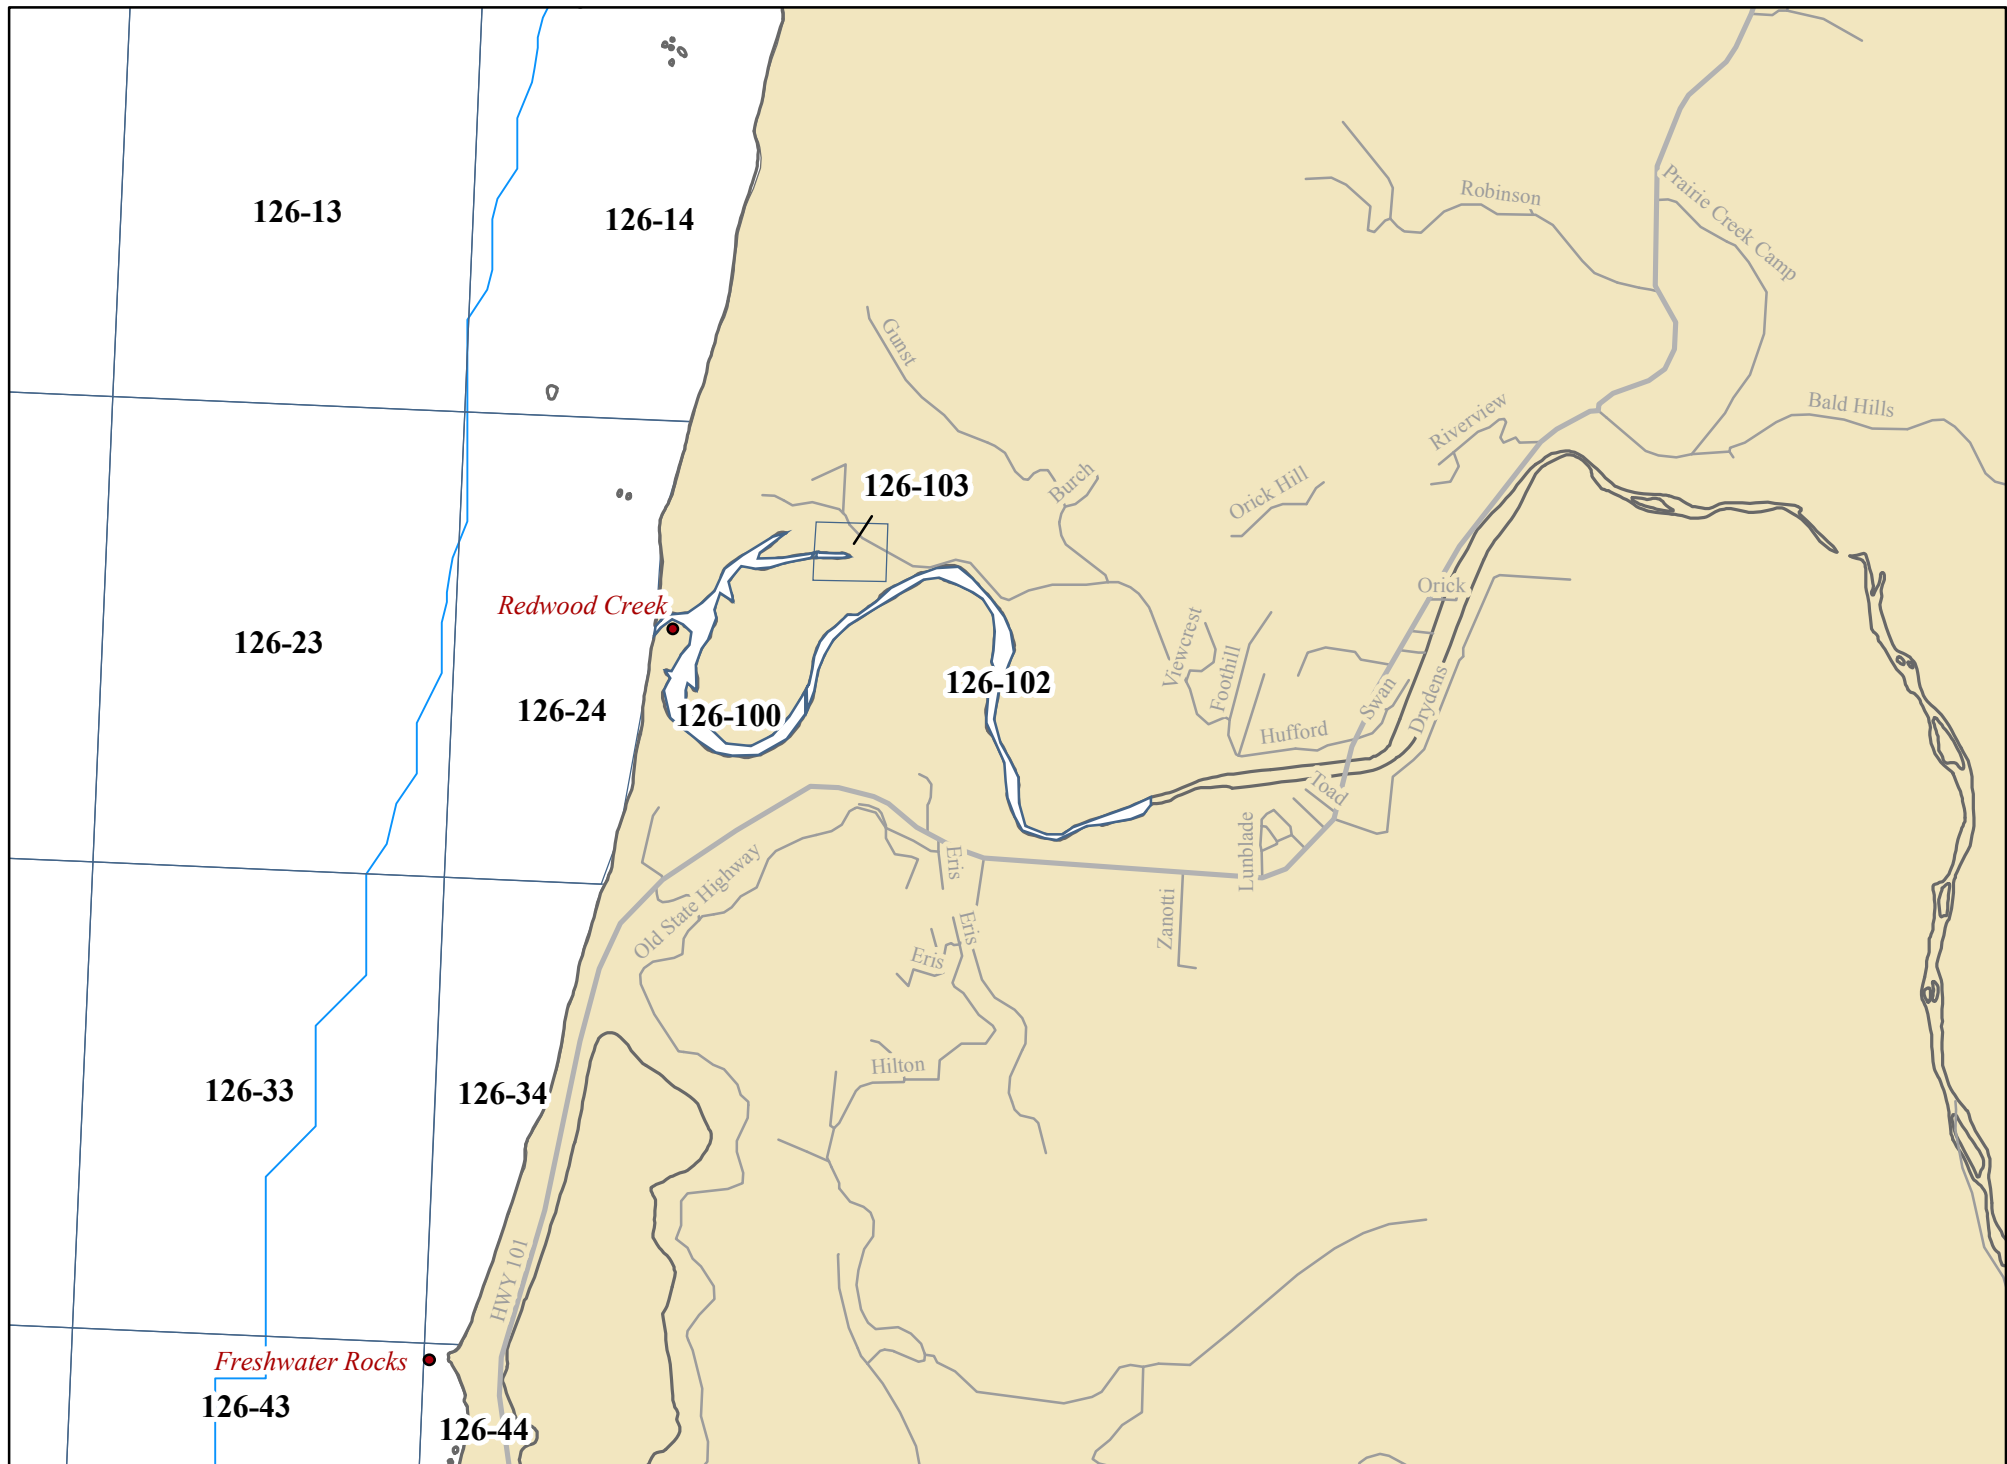 126-13
126-14
Robinson
Prairie Creek Camp
Gunst
Riverview
Bald Hills
126-103
Burch
Orick Hill
Redwood Creek
Orick
126-23
126-24
126-100
126-102
Viewcrest
Foothill
Hufford
Swan
Drydens
Toad
Old State Highway
Eris
Lunblade
Zanotti
Eris
Eris
126-33
126-34
Hilton
HWY 101
Freshwater Rocks
126-43
126-44